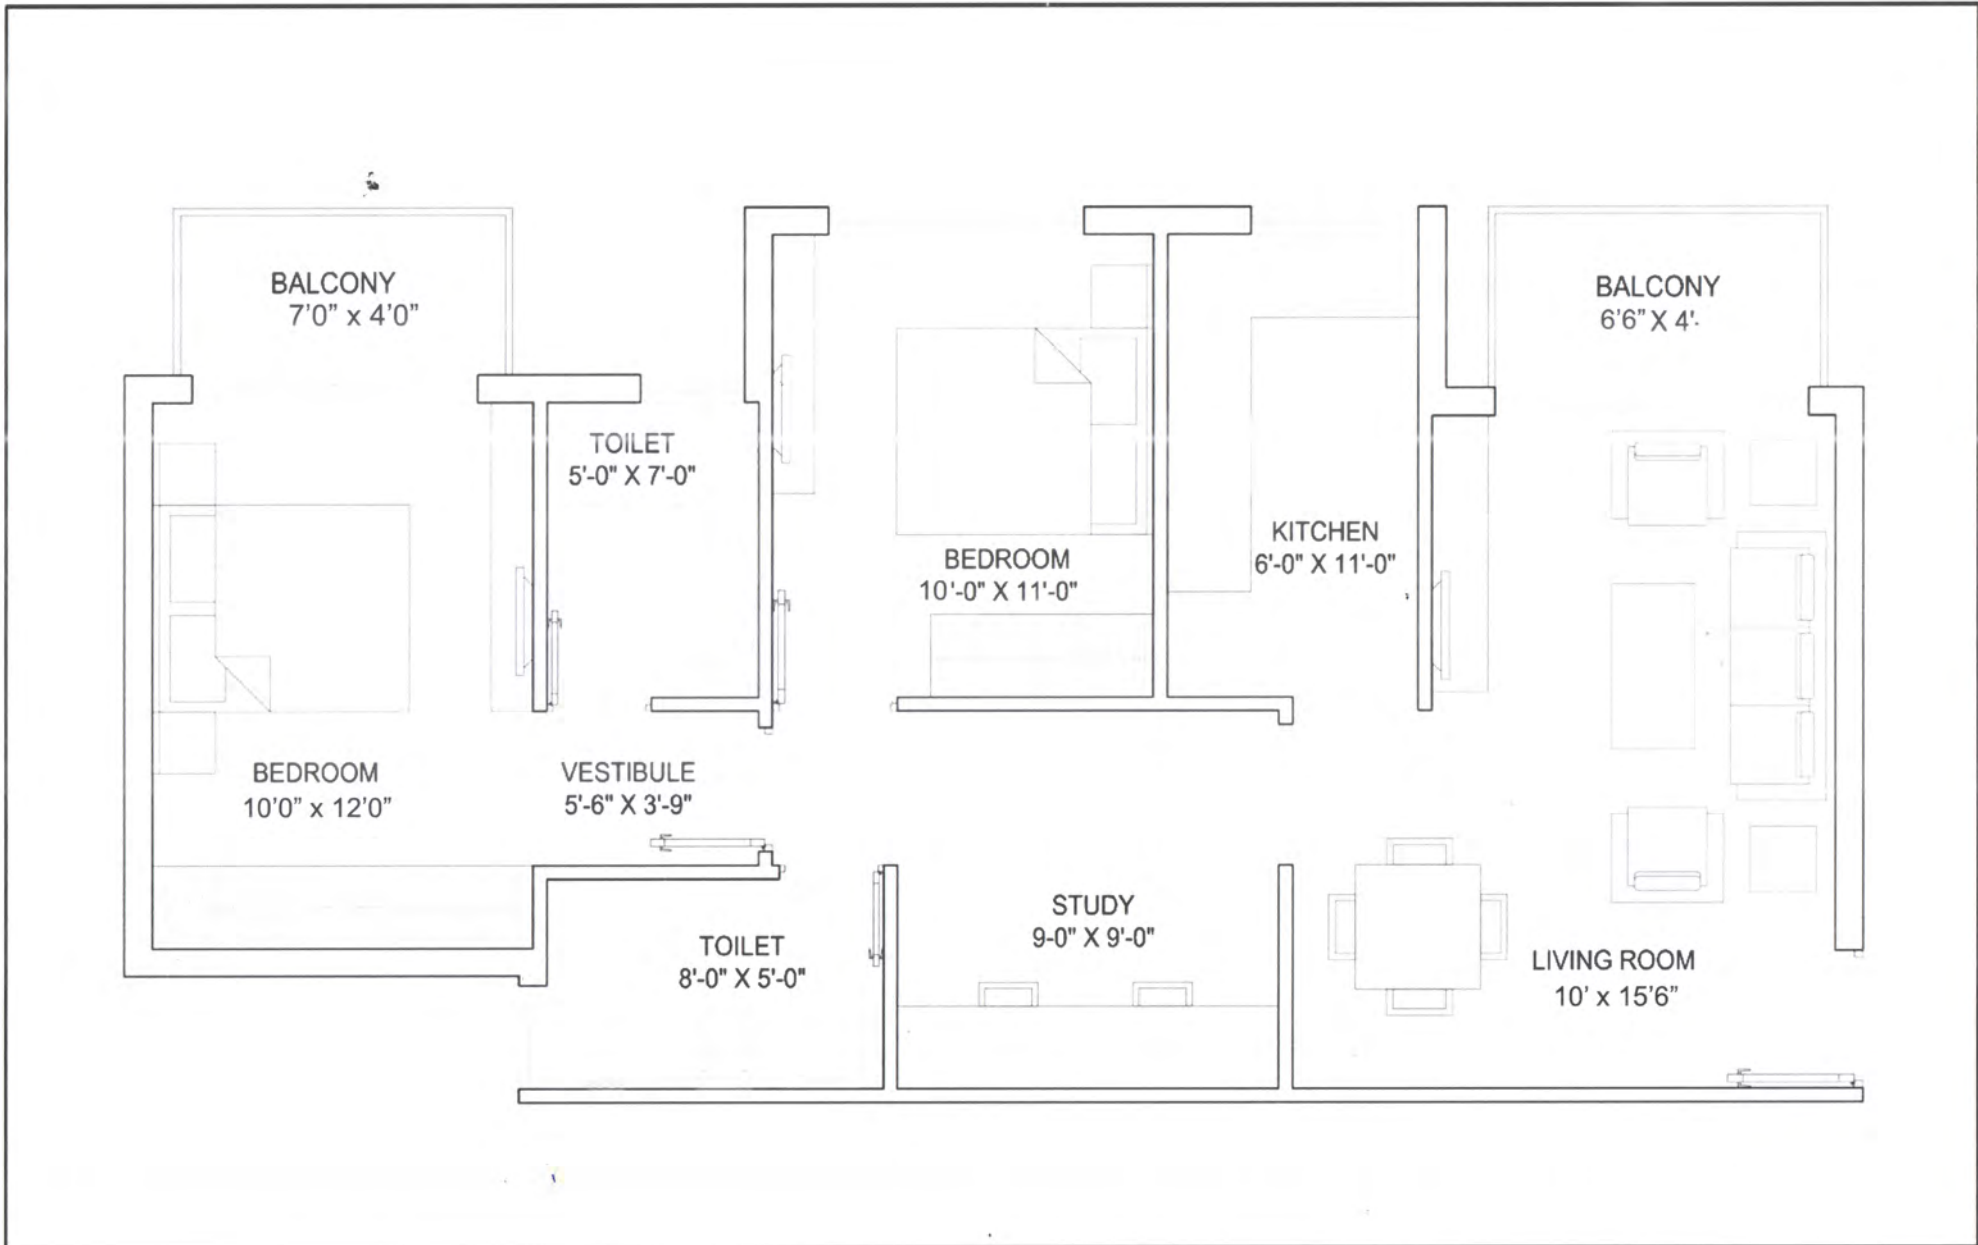 BALCONY
7'0" x 4'0"
BALCONY
6'6" X 4'
TOILET
5'-0" X 7'-0"
KITCHEN
6'-0" X 11'-0"
BEDROOM
10'-0" X 11'-0"
BEDROOM
10'0" x 12'0"
VESTIBULE
5'-6" X 3'-9"
STUDY
9-0" X 9'-0"
TOILET
8'-0" X 5'-0"
LIVING ROOM
10' x 15'6"